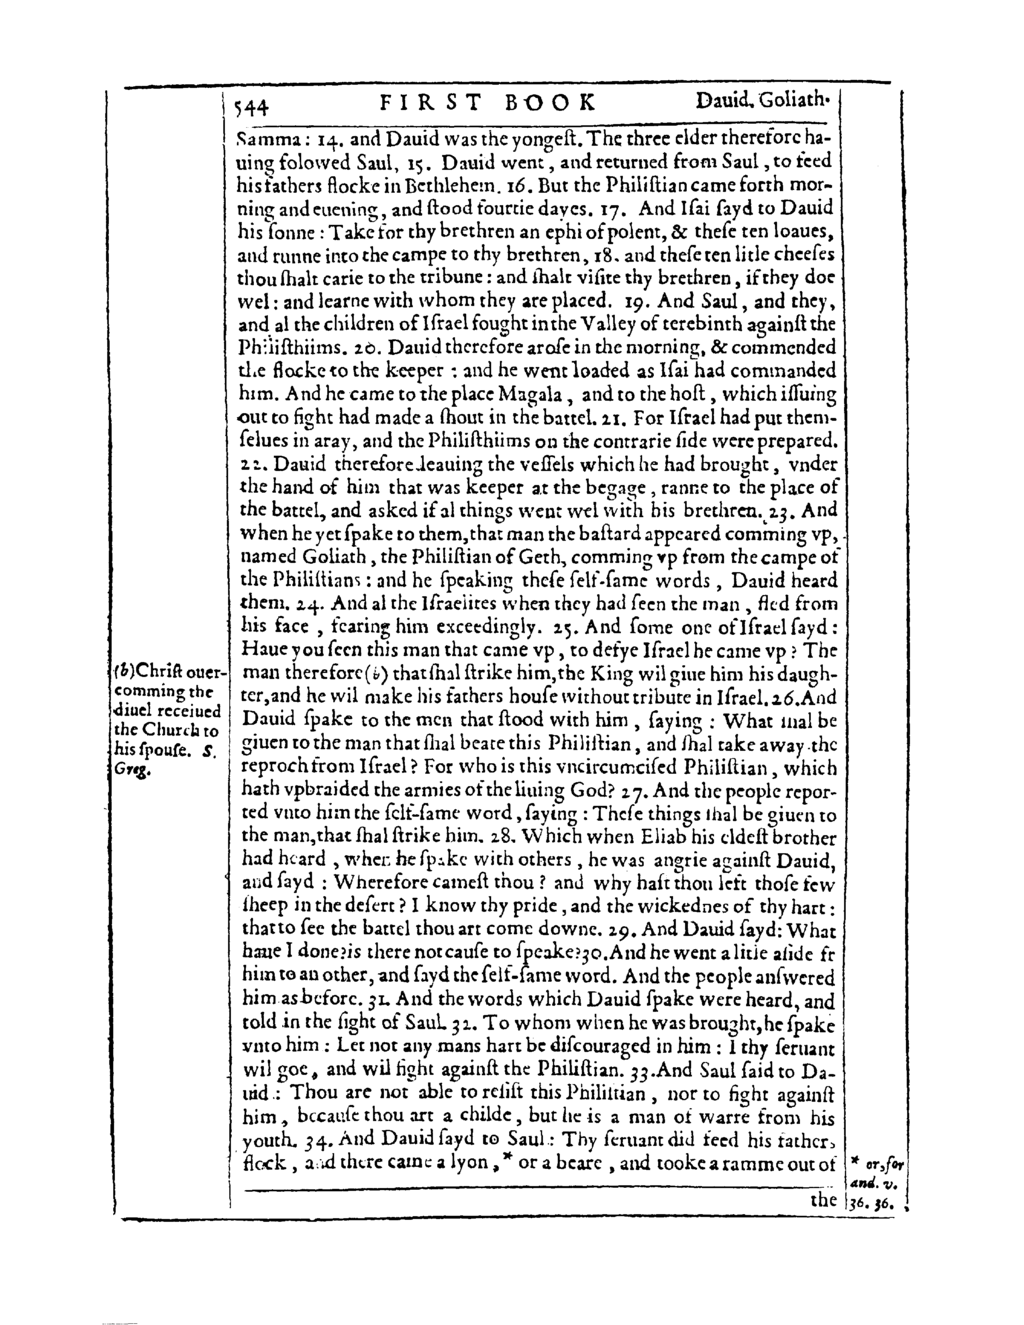 544 FIRST BOOK Dauid. Goliath.
Samma: 14. and Dauid was the yongeſt. The three elder therefore ha-
uing folowed Saul, 15. Dauid went, and returned from Saul, to feed
his fathers flocke in Bethlehem. 16. But the Philiſtian came forth mor-
ning and euening, and ſtood fourtie dayes. 17. And Iſai ſayd to Dauid
his ſonne: Take for thy brethren an ephi of polent, & theſe ten loaues,
and runne into the campe to thy brethren, 18. and theſe ten litle cheeſes
thou ſhalt carie to the tribune: and ſhalt viſite thy brethren, if they doe
wel: and learne with whom they are placed. 19. And Saul, and they,
and al the children of Iſrael fought in the Valley of terebinth againſt the
Philiſthiims. 20. Dauid therefore aroſe in the morning, & commended
the flocke to the keeper: and he went loaded as Iſai had commanded
him. And he came to the place Magala, and to the hoſt, which iſſuing
out to fight had made a ſhout in the battel. 21. For Iſrael had put them-
ſelues in aray, and the Philiſthiims on the contrarie ſide were prepared.
22. Dauid therefore leauing the veſſels which he had brought, vnder
the hand of him that was keeper at the begage, ranne to the place of
the battel, and asked if al things went wel with his brethren. 23. And
when he yet ſpake to them, that man the baſtard appeared comming vp,
named Goliath, the Philiſtian of Geth, comming vp from the campe of
the Philiſtians: and he ſpeaking theſe ſelf-ſame words, Dauid heard
them. 24. And al the Iſraelites when they had ſeen the man, fled from
his face, fearing him exceedingly. 25. And ſome one of Iſrael ſayd:
Haue you ſeen this man that came vp, to defye Iſrael he came vp? The
man therefore (b) that ſhal ſtrike him, the King wil giue him his daugh-
ter, and he wil make his fathers houſe without tribute in Iſrael. 26. And
Dauid ſpake to the men that ſtood with him, ſaying: What ſhal be
giuen to the man that ſhal beate this Philiſtian, and ſhal take away the
reproch from Iſrael? For who is this vncircumciſed Philiſtian, which
hath vpbraided the armies of the liuing God? 27. And the people repor-
ted vnto him the ſelf-ſame word, ſaying: Theſe things ſhal be giuen to
the man, that ſhal ſtrike him. 28. Which when Eliab his eldeſt brother
had heard, when he ſpake with others, he was angrie againſt Dauid,
and ſayd: Wherefore cameſt thou? and why haſt thou left thoſe few
ſheep in the deſert? I know thy pride, and the wickednes of thy hart:
that to ſee the battel thou art come downe. 29. And Dauid ſayd: What
haue I done? is there not cauſe to ſpeake? 30. And he went a litle aſide fr
him to an other, and ſayd the ſelf-ſame word. And the people anſwered
him as before. 31. And the words which Dauid ſpake were heard, and
told in the ſight of Saul. 32. To whom when he was brought, he ſpake
vnto him: Let not any mans hart be diſcouraged in him: I thy ſeruant
wil goe, and wil fight againſt the Philiſtian. 33. And Saul ſaid to Da-
uid: Thou are not able to reſiſt this Philiſtian, nor to fight againſt
him, becauſe thou art a childe, but he is a man of warre from his
youth. 34. And Dauid ſayd to Saul: Thy ſeruant did feed his fathers
flock, and there came a lyon, * or a beare, and tooke a ramme out of
the
(b) Chriſt ouer-
comming the
diuel receiued
the Church to
his ſpouſe. S.
Greg.
* or, for
and. v.
36. 36.